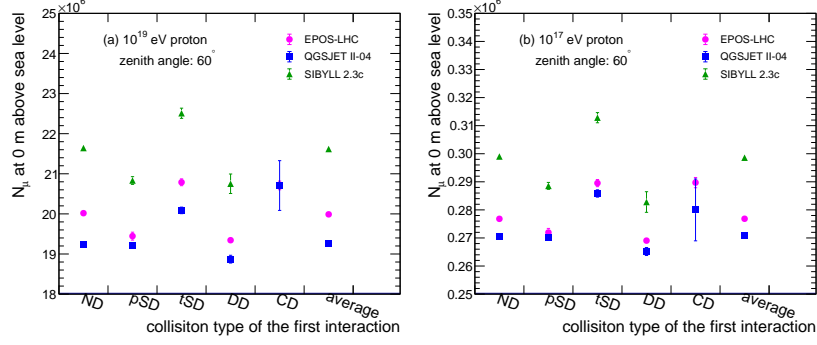 ×10⁶
N_μ at 0 m above sea level
25
24
23
22
21
20
19
18
(a) 10¹⁹ eV proton
zenith angle: 60°
EPOS-LHC
QGSJET II-04
SIBYLL 2.3c
ND pSD tSD DD CD average
collisiton type of the first interaction
×10⁶
N_μ at 0 m above sea level
0.35
0.34
0.33
0.32
0.31
0.30
0.29
0.28
0.27
0.26
0.25
(b) 10¹⁷ eV proton
zenith angle: 60°
EPOS-LHC
QGSJET II-04
SIBYLL 2.3c
ND pSD tSD DD CD average
collisiton type of the first interaction